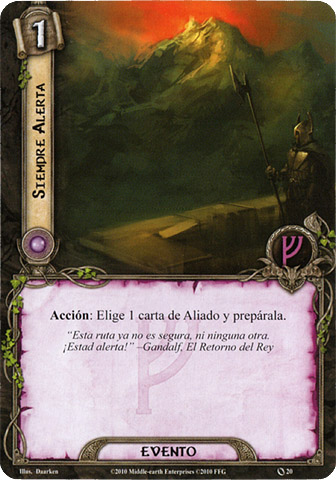 1
SIEMPRE ALERTA
Acción: Elige 1 carta de Aliado y prepárala.
“Esta ruta ya no es segura, ni ninguna otra.
¡Estad alerta!” –Gandalf, El Retorno del Rey
EVENTO
Illus. Daarken
©2010 Middle-earth Enterprises ©2010 FFG
20